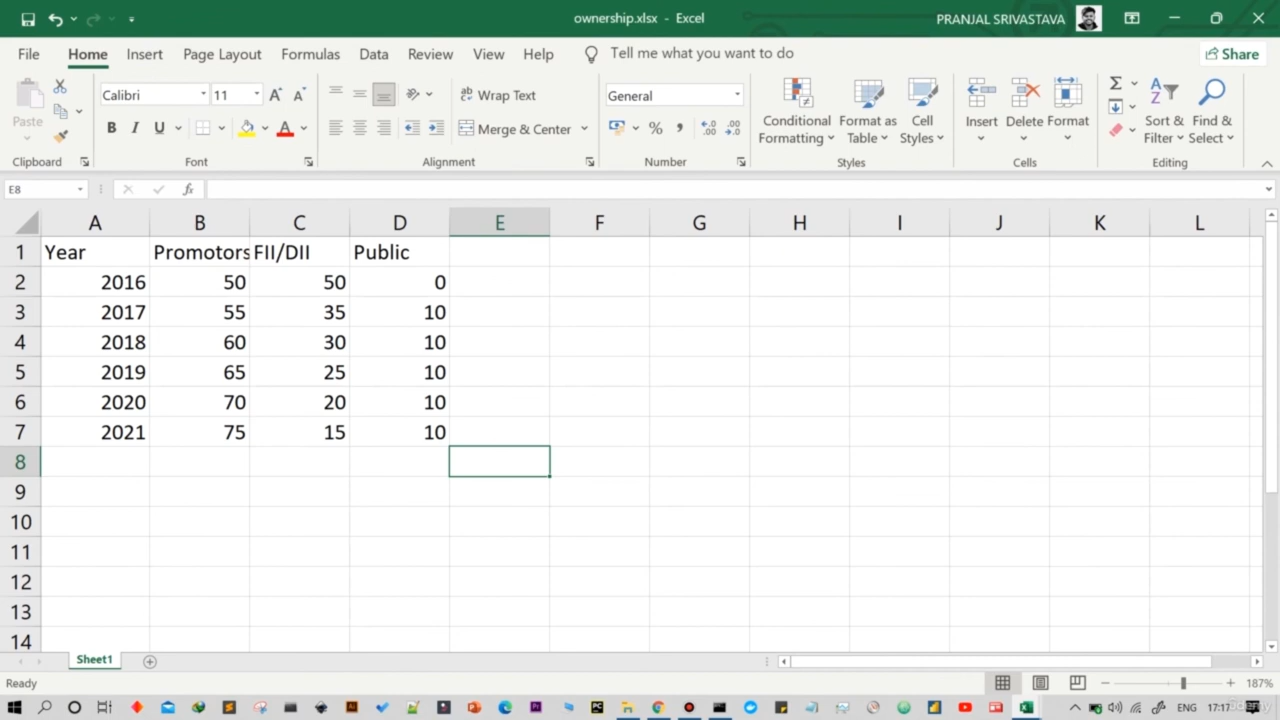 ownership.xlsx - Excel
PRANJAL SRIVASTAVA
File Home Insert Page Layout Formulas Data Review View Help Tell me what you want to do Share
Paste
Calibri 11
B I U A
Wrap Text
Merge & Center
General
%
Conditional Formatting
Format as Table
Cell Styles
Insert Delete Format
Sort & Filter
Find & Select
Clipboard Font Alignment Number Styles Cells Editing
E8 fx
A B C D E F G H I J K L
1 Year Promotors FII/DII Public
2 2016 50 50 0
3 2017 55 35 10
4 2018 60 30 10
5 2019 65 25 10
6 2020 70 20 10
7 2021 75 15 10
8
9
10
11
12
13
14
Sheet1
Ready 187%
ENG 17:17